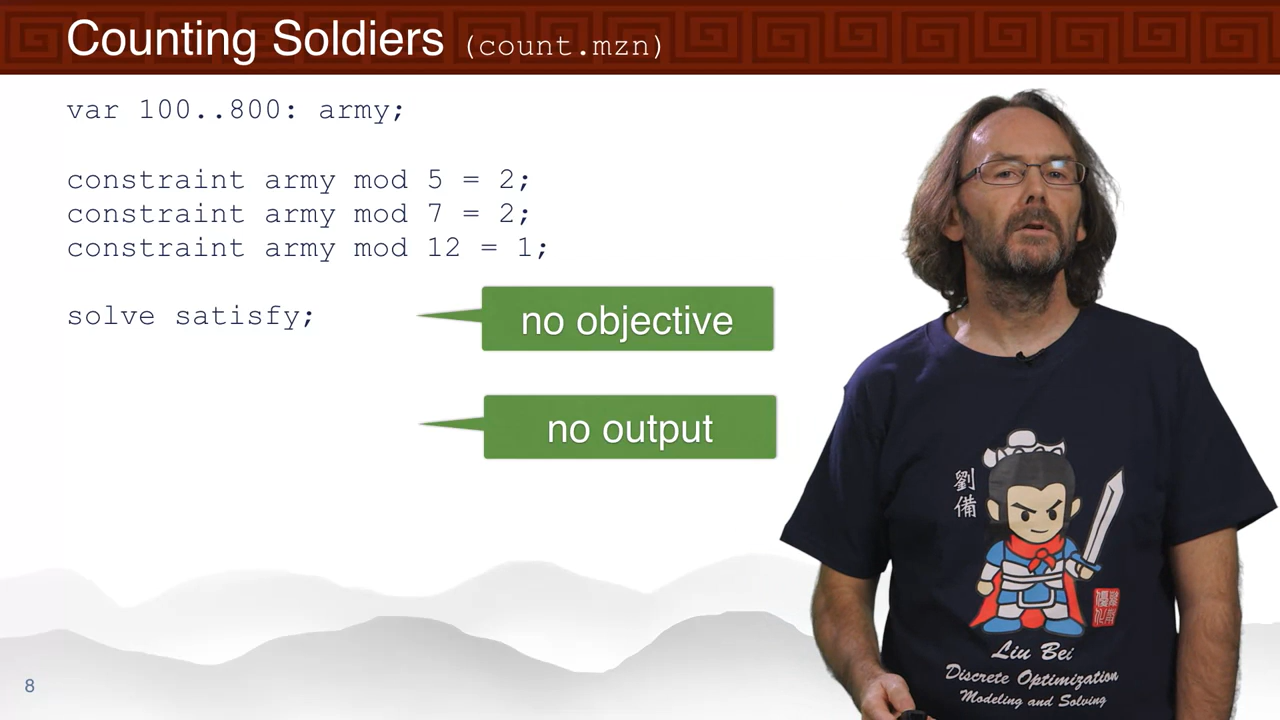 Counting Soldiers (count.mzn)
var 100..800: army;
constraint army mod 5 = 2;
constraint army mod 7 = 2;
constraint army mod 12 = 1;
solve satisfy;
no objective
no output
劉備
Liu Bei
Discrete Optimization
Modeling and Solving
8